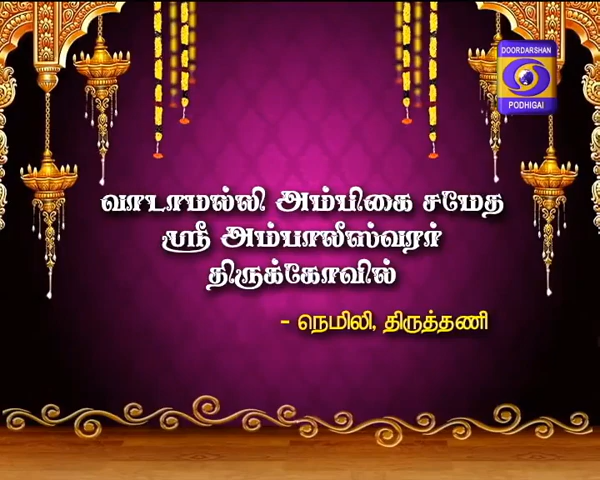 DOORDARSHAN
PODHIGAI
வாடாமல்லி அம்பிகை சமேத
ஸ்ரீ அம்பாலீஸ்வரர்
திருக்கோவில்
- நெமிலி, திருத்தணி